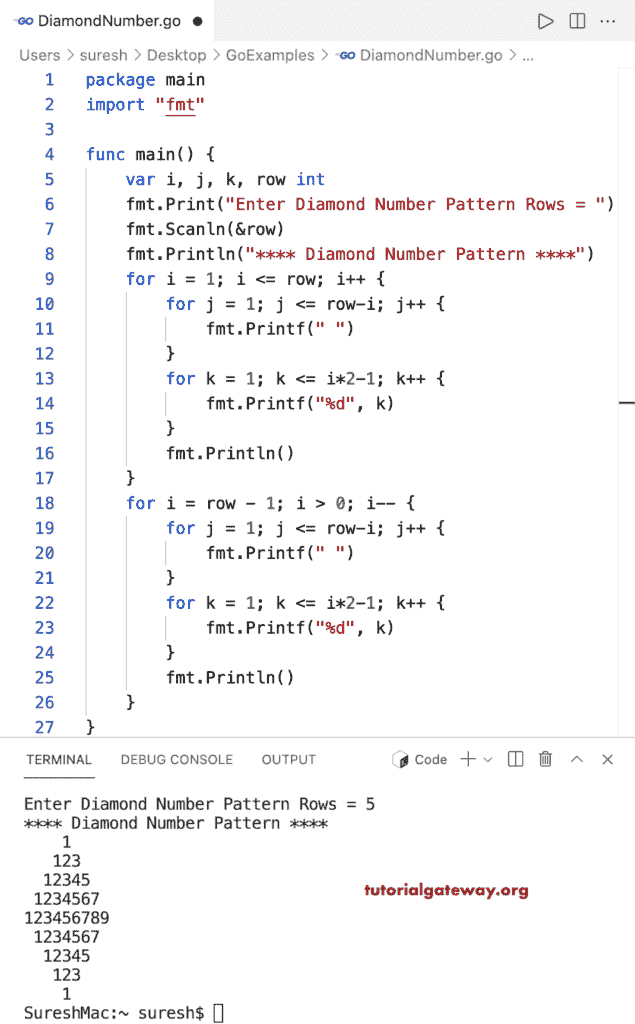 GO DiamondNumber.go ●
Users > suresh > Desktop > GoExamples > GO DiamondNumber.go > ...
1 package main
2 import "fmt"
3
4 func main() {
5     var i, j, k, row int
6     fmt.Print("Enter Diamond Number Pattern Rows = ")
7     fmt.Scanln(&row)
8     fmt.Println("**** Diamond Number Pattern ****")
9     for i = 1; i <= row; i++ {
10         for j = 1; j <= row-i; j++ {
11             fmt.Printf(" ")
12         }
13         for k = 1; k <= i*2-1; k++ {
14             fmt.Printf("%d", k)
15         }
16         fmt.Println()
17     }
18     for i = row - 1; i > 0; i-- {
19         for j = 1; j <= row-i; j++ {
20             fmt.Printf(" ")
21         }
22         for k = 1; k <= i*2-1; k++ {
23             fmt.Printf("%d", k)
24         }
25         fmt.Println()
26     }
27 }
TERMINAL DEBUG CONSOLE OUTPUT Code
Enter Diamond Number Pattern Rows = 5
**** Diamond Number Pattern ****
    1
   123
  12345
 1234567 tutorialgateway.org
123456789
 1234567
  12345
   123
    1
SureshMac:~ suresh$